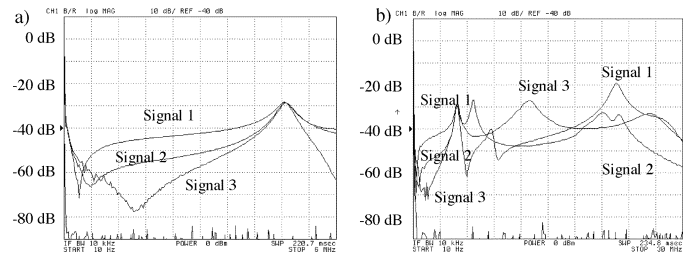 a) CH1 B/R log MAG 10 dB/ REF -40 dB
0 dB
-20 dB
Signal 1
-40 dB
Signal 2
-60 dB
Signal 3
-80 dB
IF BW 10 kHz POWER 0 dBm SWP 220.7 msec
START 10 Hz STOP 6 MHz
b) CH1 B/R log MAG 10 dB/ REF -40 dB
0 dB
-20 dB
Signal 1
Signal 3
Signal 1
-40 dB
Signal 2
-60 dB
Signal 2
Signal 3
-80 dB
IF BW 10 kHz POWER 0 dBm SWP 234.8 msec
START 10 Hz STOP 30 MHz